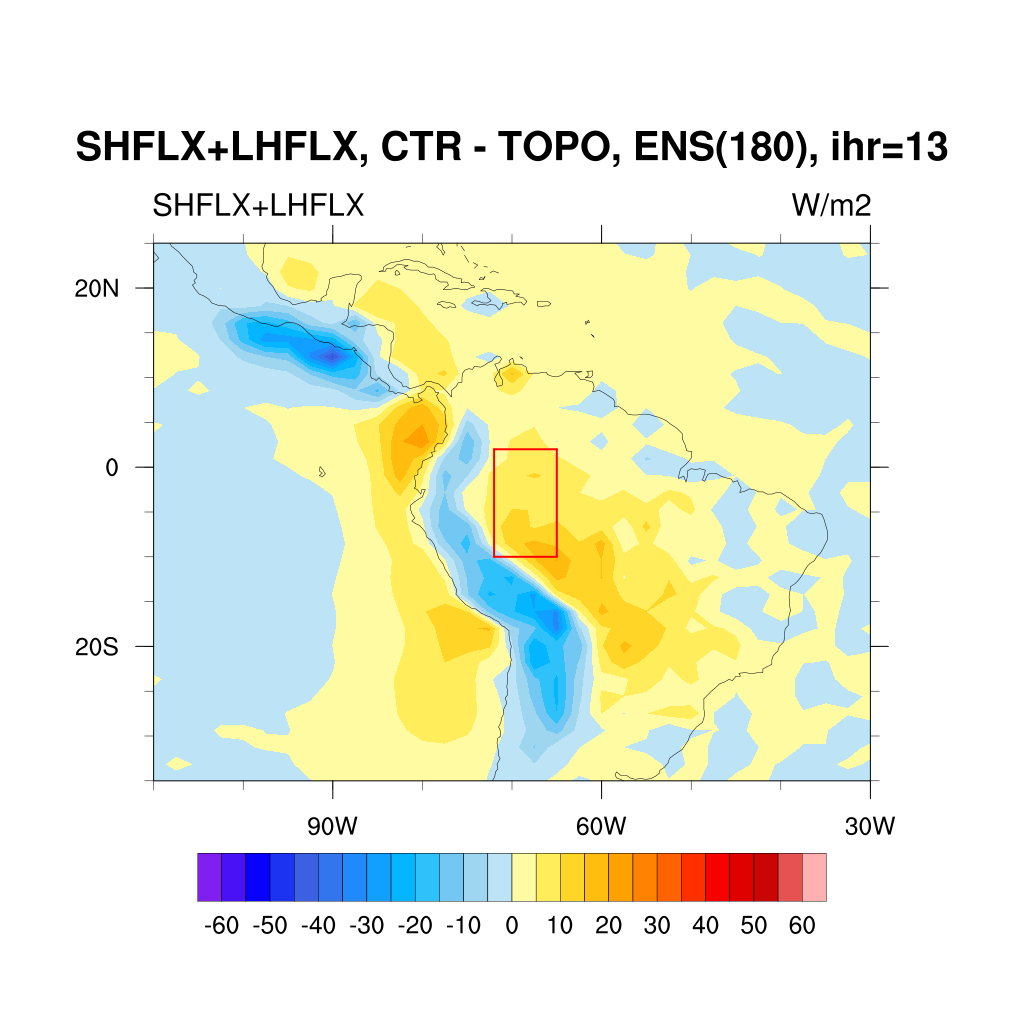 SHFLX+LHFLX, CTR - TOPO, ENS(180), ihr=13
SHFLX+LHFLX W/m2
20N
0
20S
90W 60W 30W
-60 -50 -40 -30 -20 -10 0 10 20 30 40 50 60